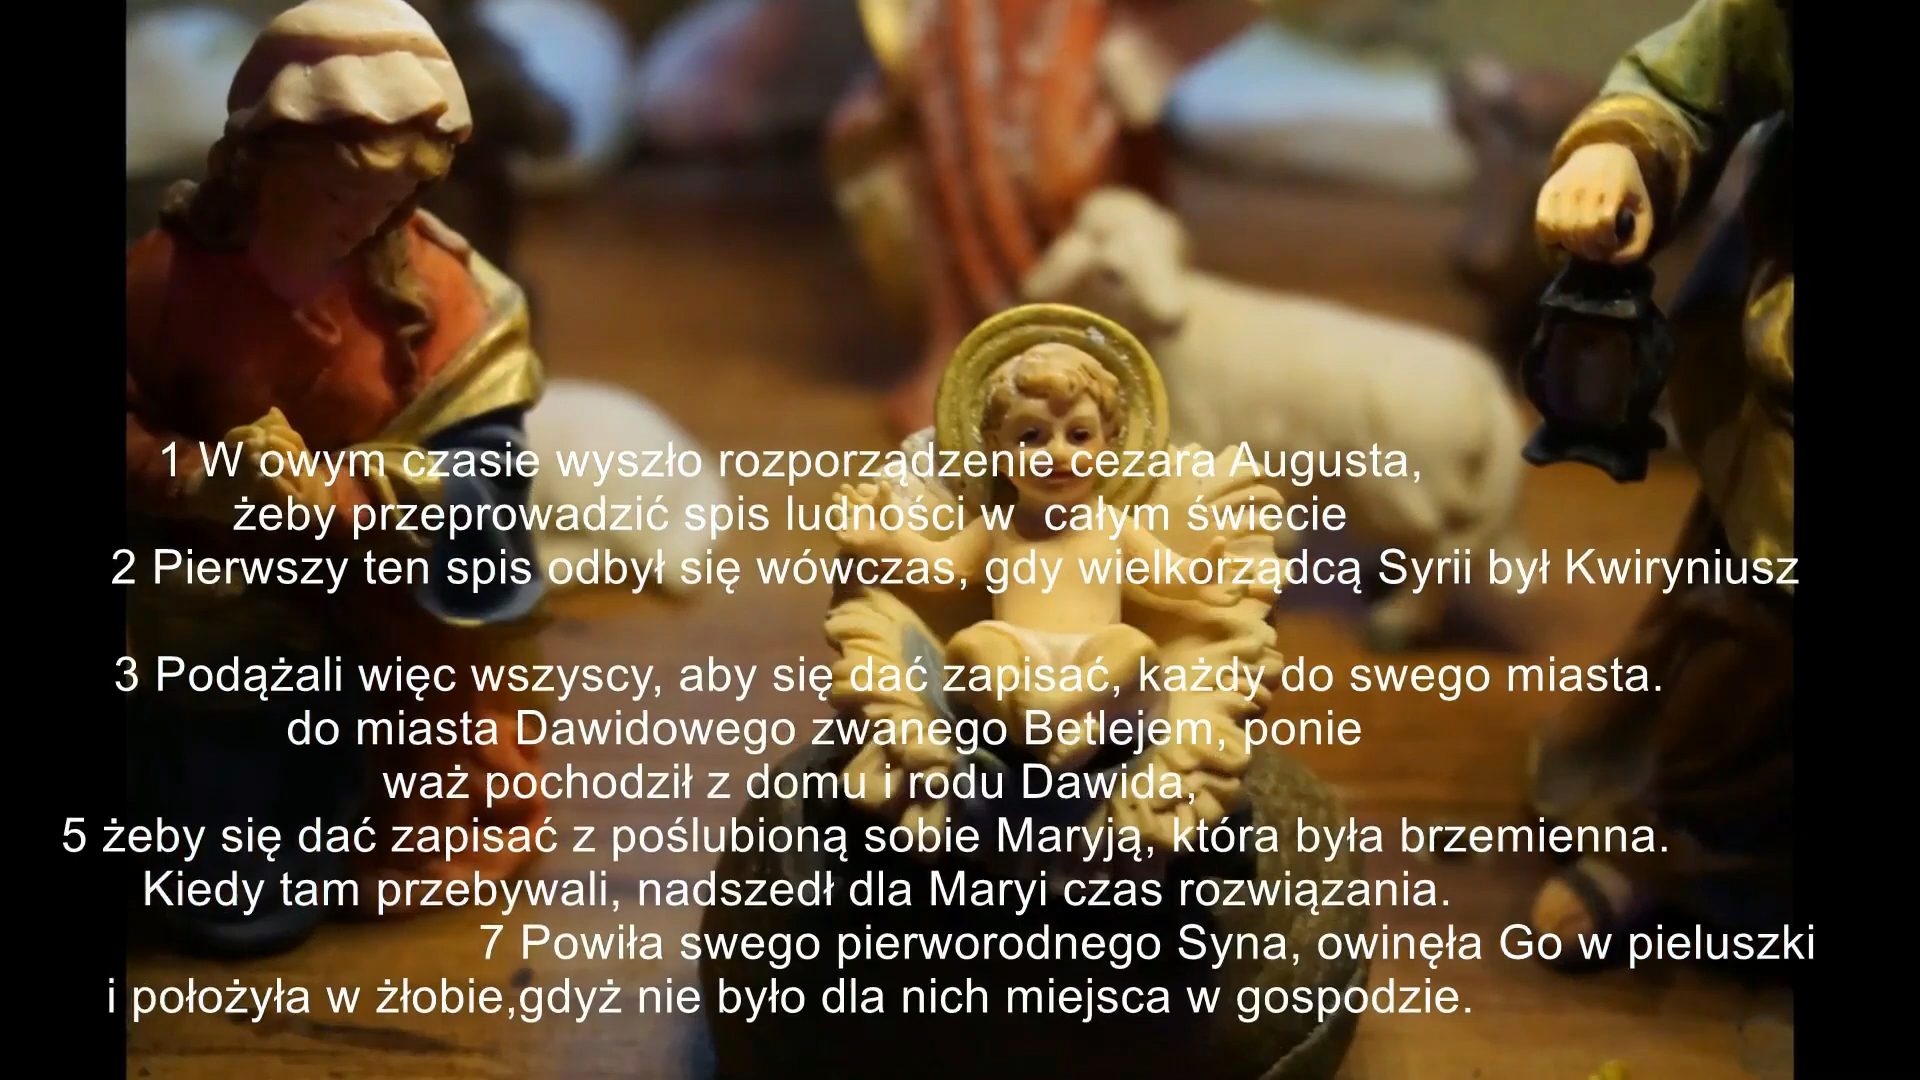 1 W owym czasie wyszło rozporządzenie cezara Augusta,
żeby przeprowadzić spis ludności w  całym świecie
2 Pierwszy ten spis odbył się wówczas, gdy wielkorządcą Syrii był Kwiryniusz
3 Podążali więc wszyscy, aby się dać zapisać, każdy do swego miasta.
do miasta Dawidowego zwanego Betlejem, ponie
waż pochodził z domu i rodu Dawida,
5 żeby się dać zapisać z poślubioną sobie Maryją, która była brzemienna.
Kiedy tam przebywali, nadszedł dla Maryi czas rozwiązania.
7 Powiła swego pierworodnego Syna, owinęła Go w pieluszki
i położyła w żłobie,gdyż nie było dla nich miejsca w gospodzie.